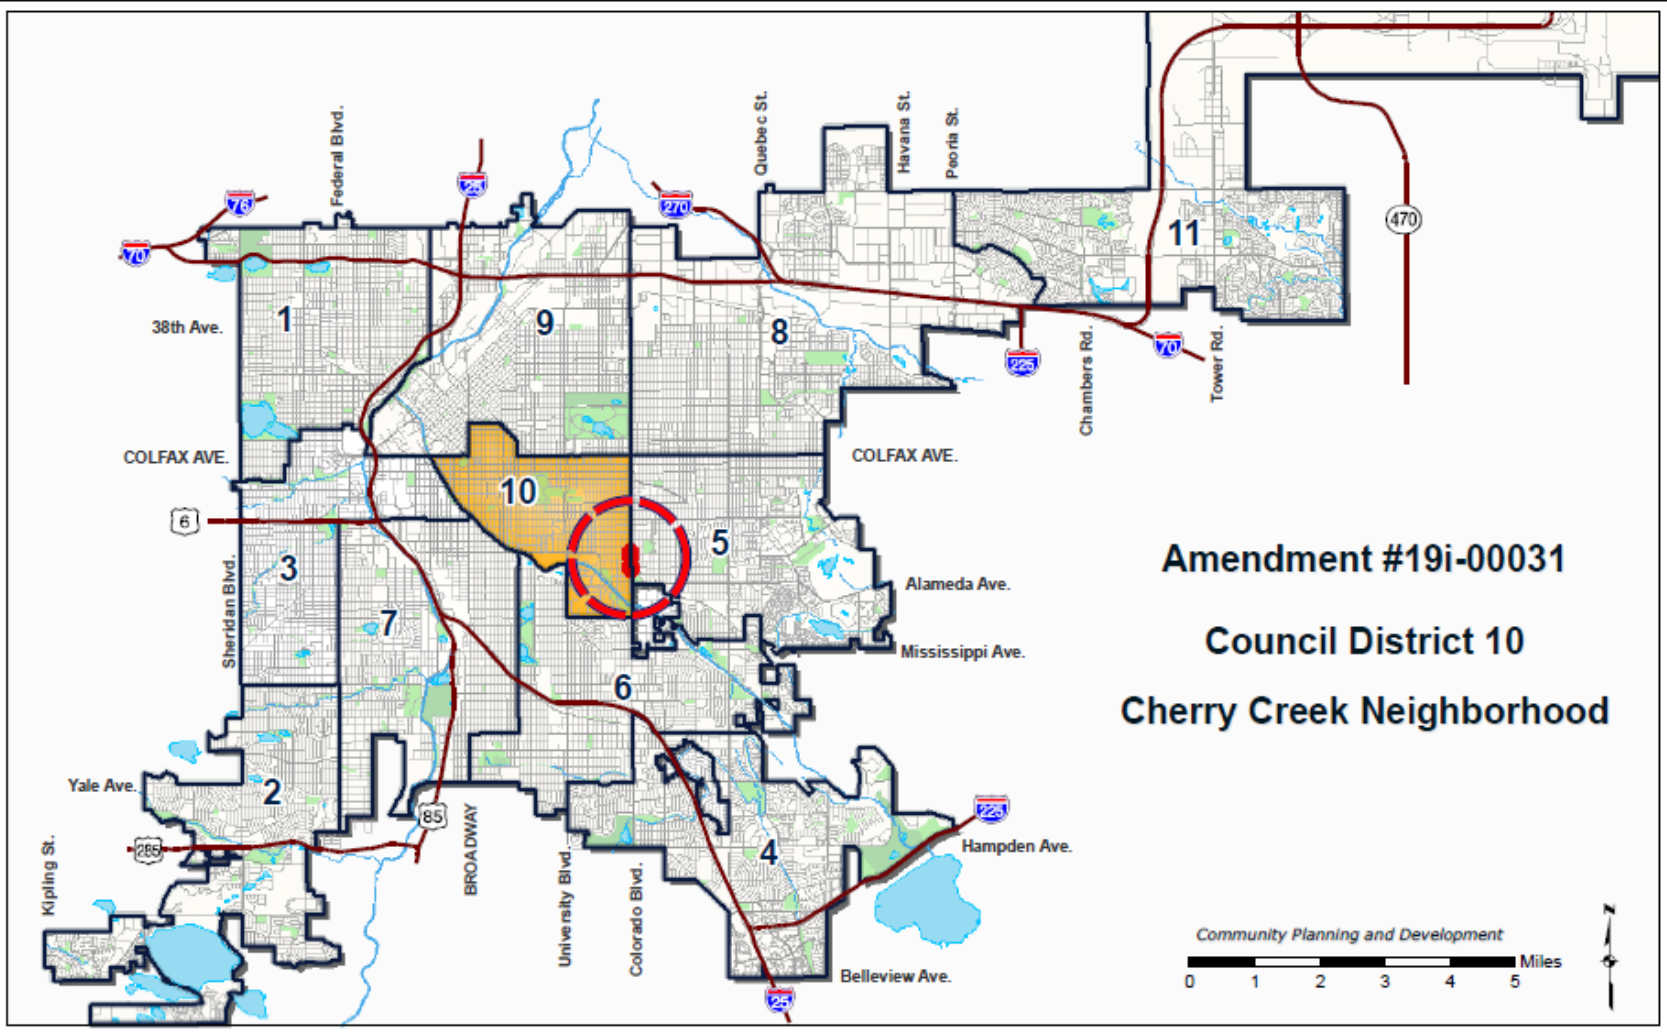 Federal Blvd.
Quebec St.
Havana St.
Peoria St.
76
25
270
70
470
11
1
9
8
38th Ave.
225
Chambers Rd.
70
Tower Rd.
COLFAX AVE.
COLFAX AVE.
10
6
5
3
Sheridan Blvd.
Alameda Ave.
7
Mississippi Ave.
6
Amendment #19i-00031
Council District 10
Cherry Creek Neighborhood
Yale Ave.
2
85
285
BROADWAY
225
Hampden Ave.
4
Kipling St.
University Blvd.
Colorado Blvd.
Belleview Ave.
25
Community Planning and Development
Miles
0 1 2 3 4 5
N